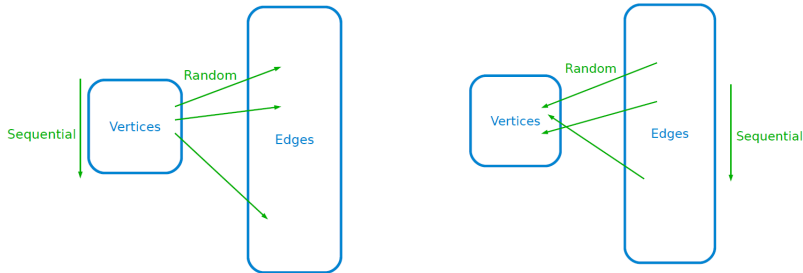 Random
Vertices
Sequential
Edges
Random
Vertices
Edges
Sequential